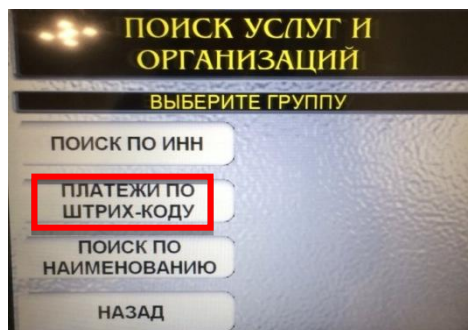 ПОИСК УСЛУГ И
ОРГАНИЗАЦИЙ
ВЫБЕРИТЕ ГРУППУ
ПОИСК ПО ИНН
ПЛАТЕЖИ ПО
ШТРИХ-КОДУ
ПОИСК ПО
НАИМЕНОВАНИЮ
НАЗАД